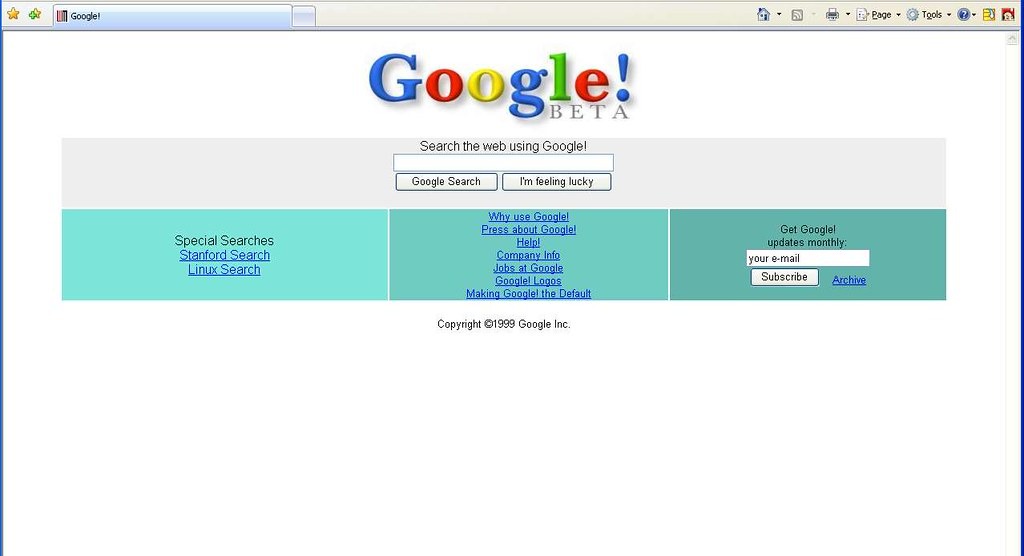 Google!
Page
Tools
Google!
BETA
Search the web using Google!
Google Search
I'm feeling lucky
Special Searches
Stanford Search
Linux Search
Why use Google!
Press about Google!
Help!
Company Info
Jobs at Google
Google! Logos
Making Google! the Default
Get Google!
updates monthly:
your e-mail
Subscribe
Archive
Copyright ©1999 Google Inc.